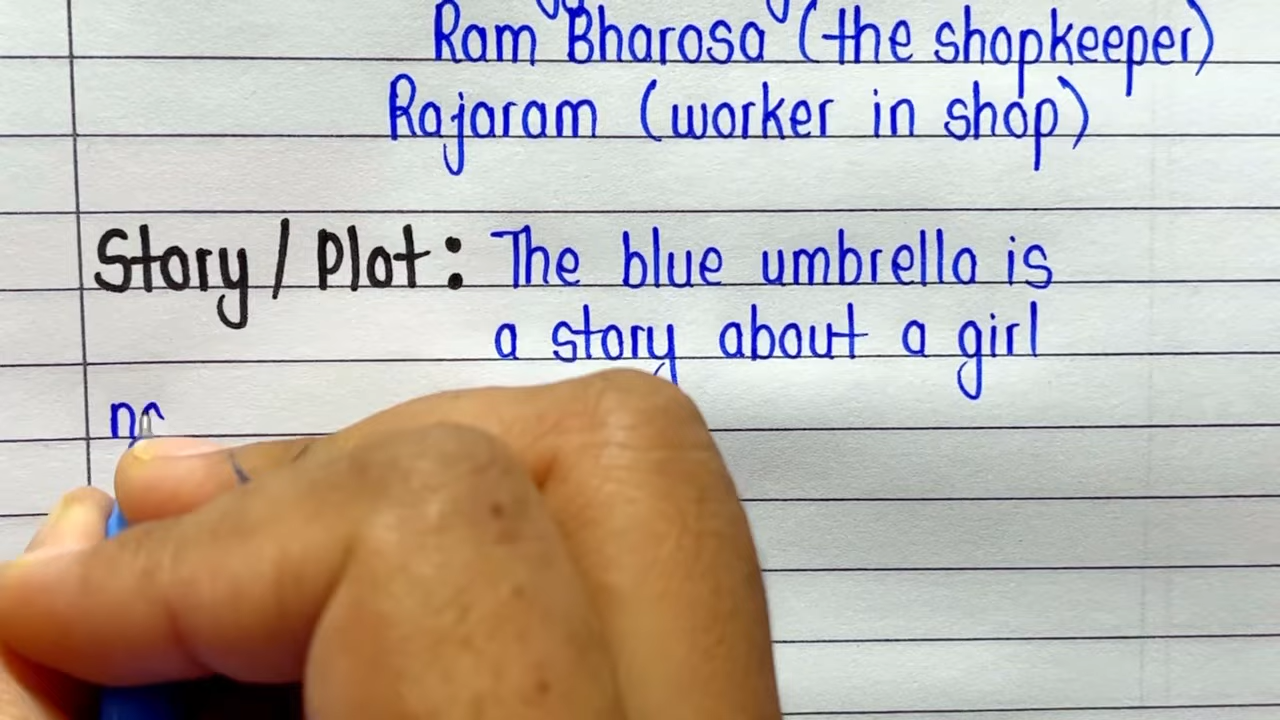 Ram Bharosa (the shopkeeper)
Rajaram (worker in shop)
Story / Plot: The blue umbrella is
a story about a girl